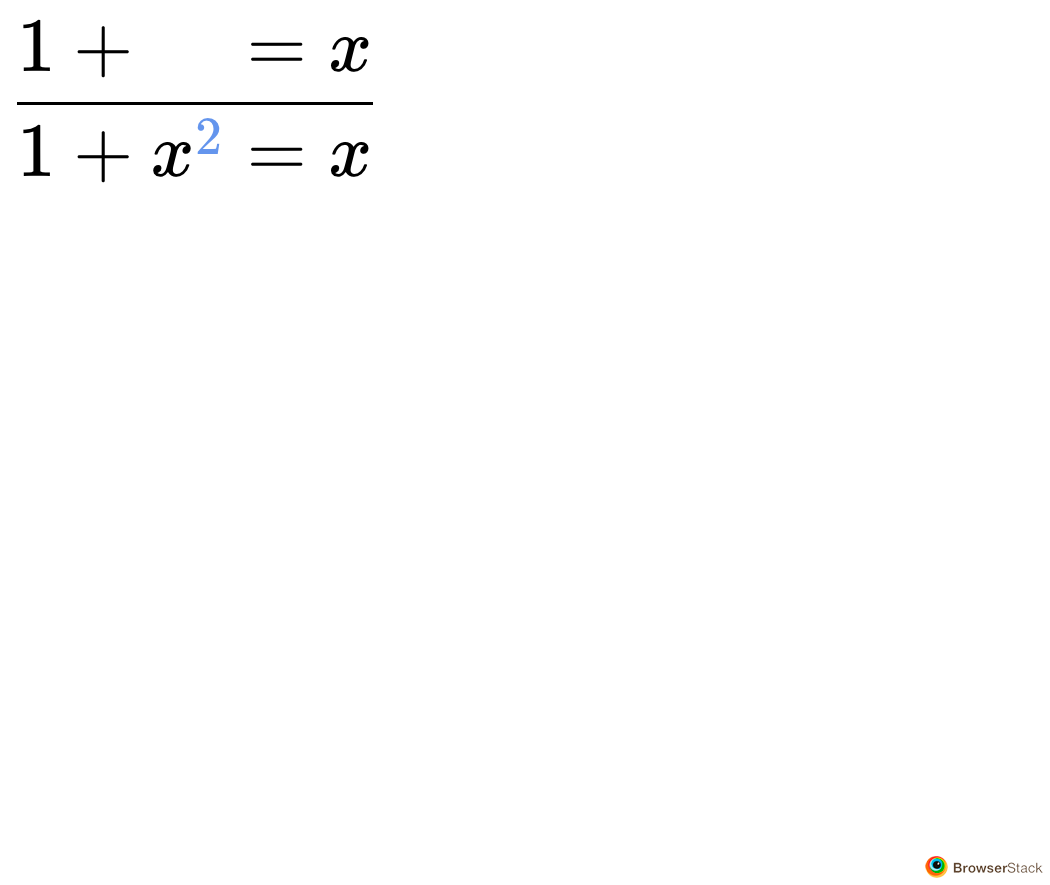 1 + = x
1 + x² = x
BrowserStack